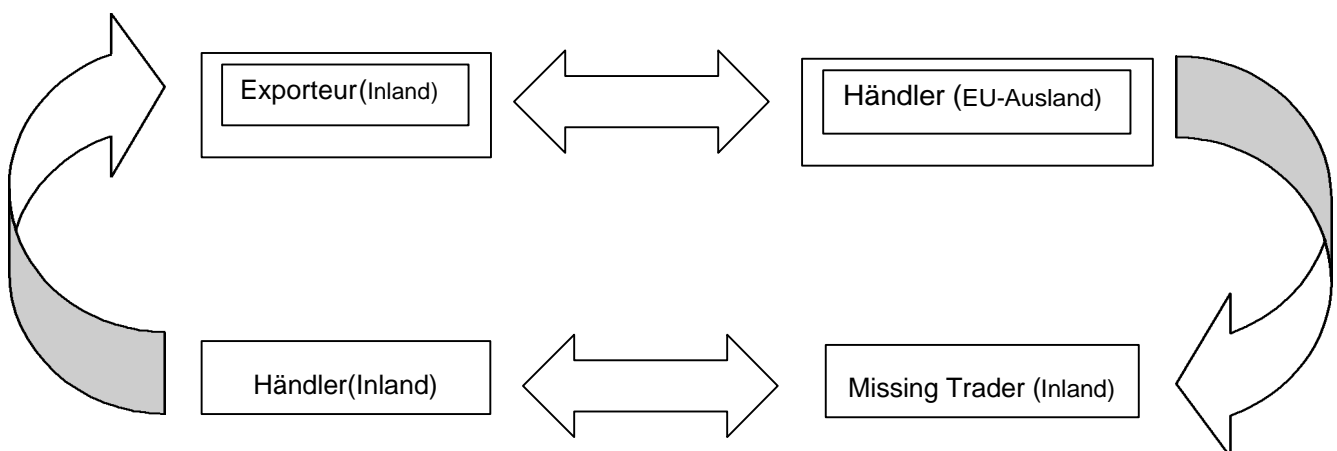 Exporteur(Inland)
Händler (EU-Ausland)
Händler(Inland)
Missing Trader (Inland)